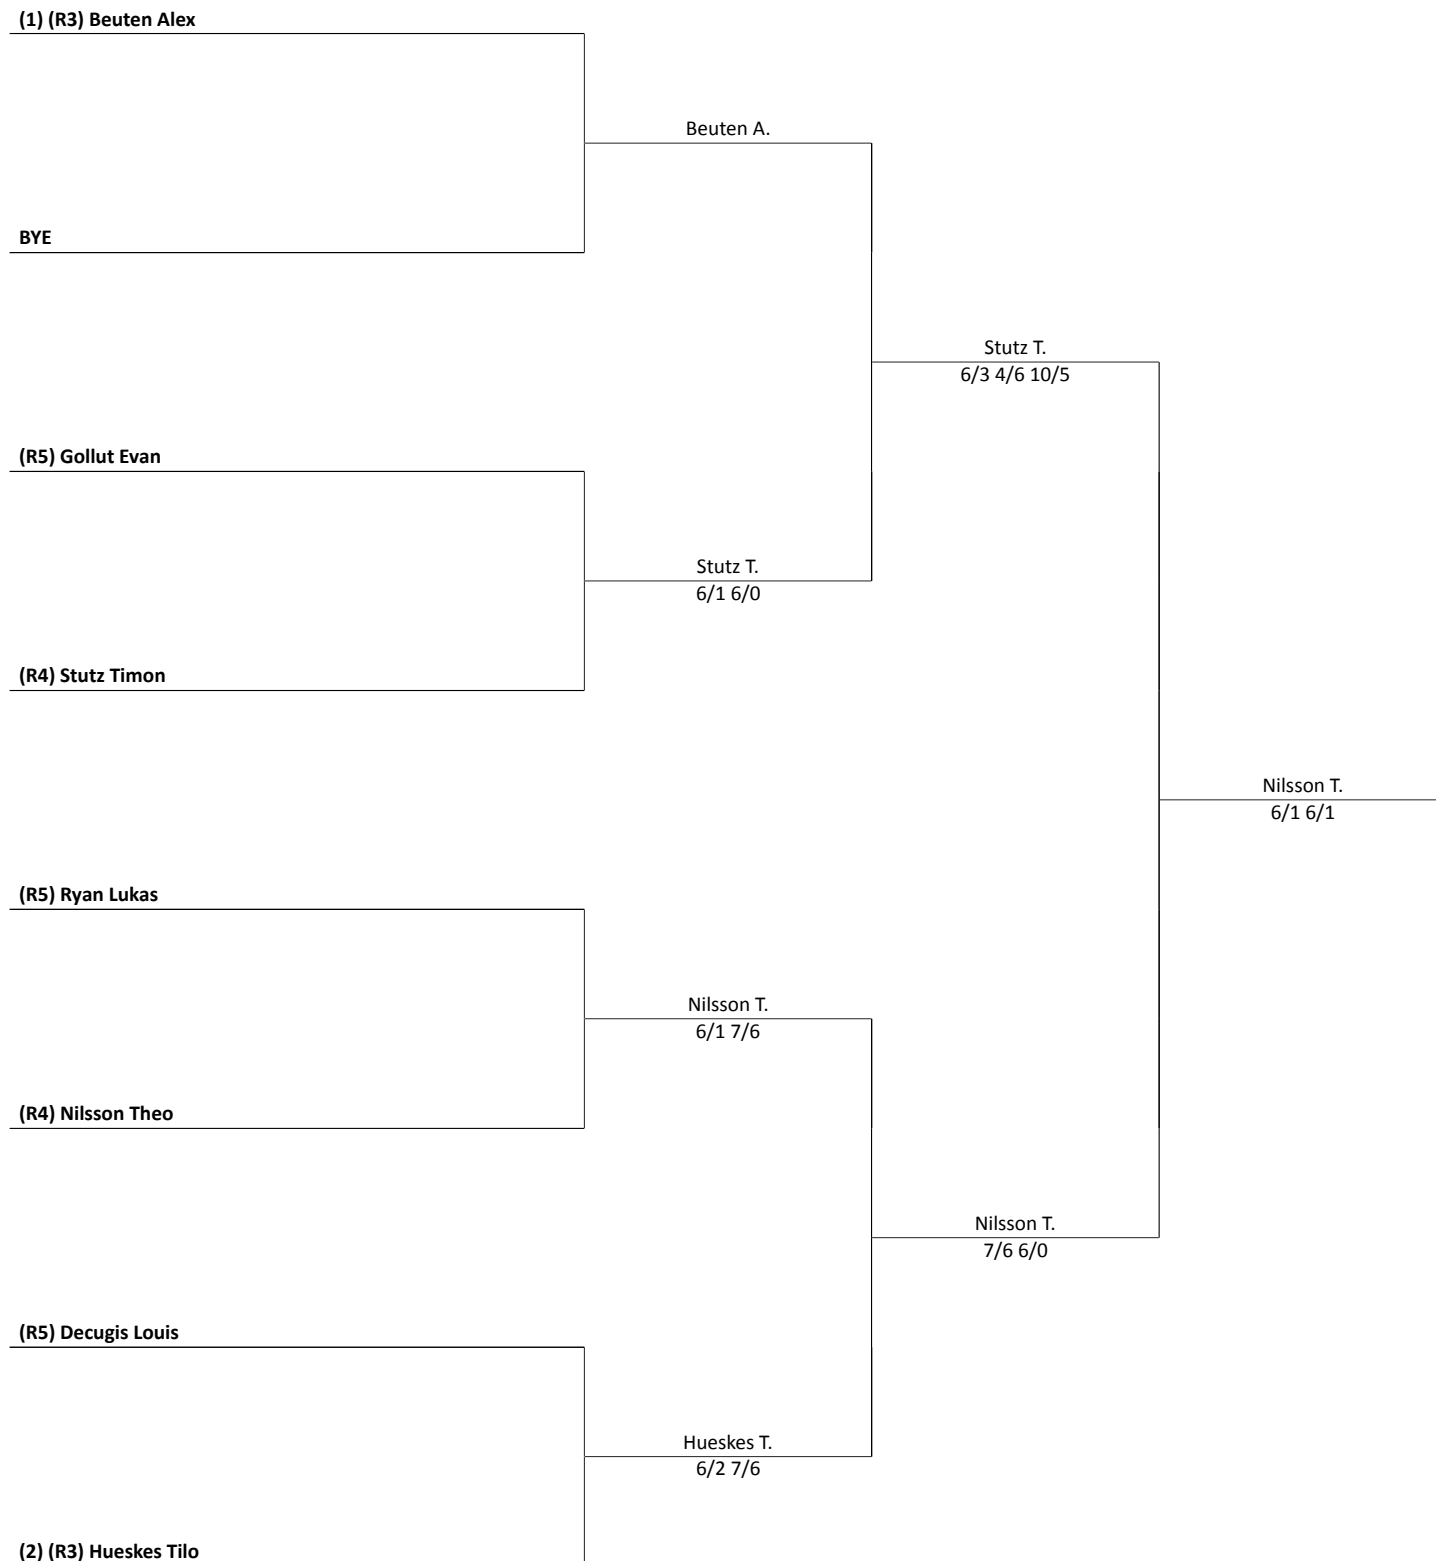 (1) (R3) Beuten Alex
Beuten A.
BYE
Stutz T.
6/3 4/6 10/5
(R5) Gollut Evan
Stutz T.
6/1 6/0
(R4) Stutz Timon
Nilsson T.
6/1 6/1
(R5) Ryan Lukas
Nilsson T.
6/1 7/6
(R4) Nilsson Theo
Nilsson T.
7/6 6/0
(R5) Decugis Louis
Hueskes T.
6/2 7/6
(2) (R3) Hueskes Tilo